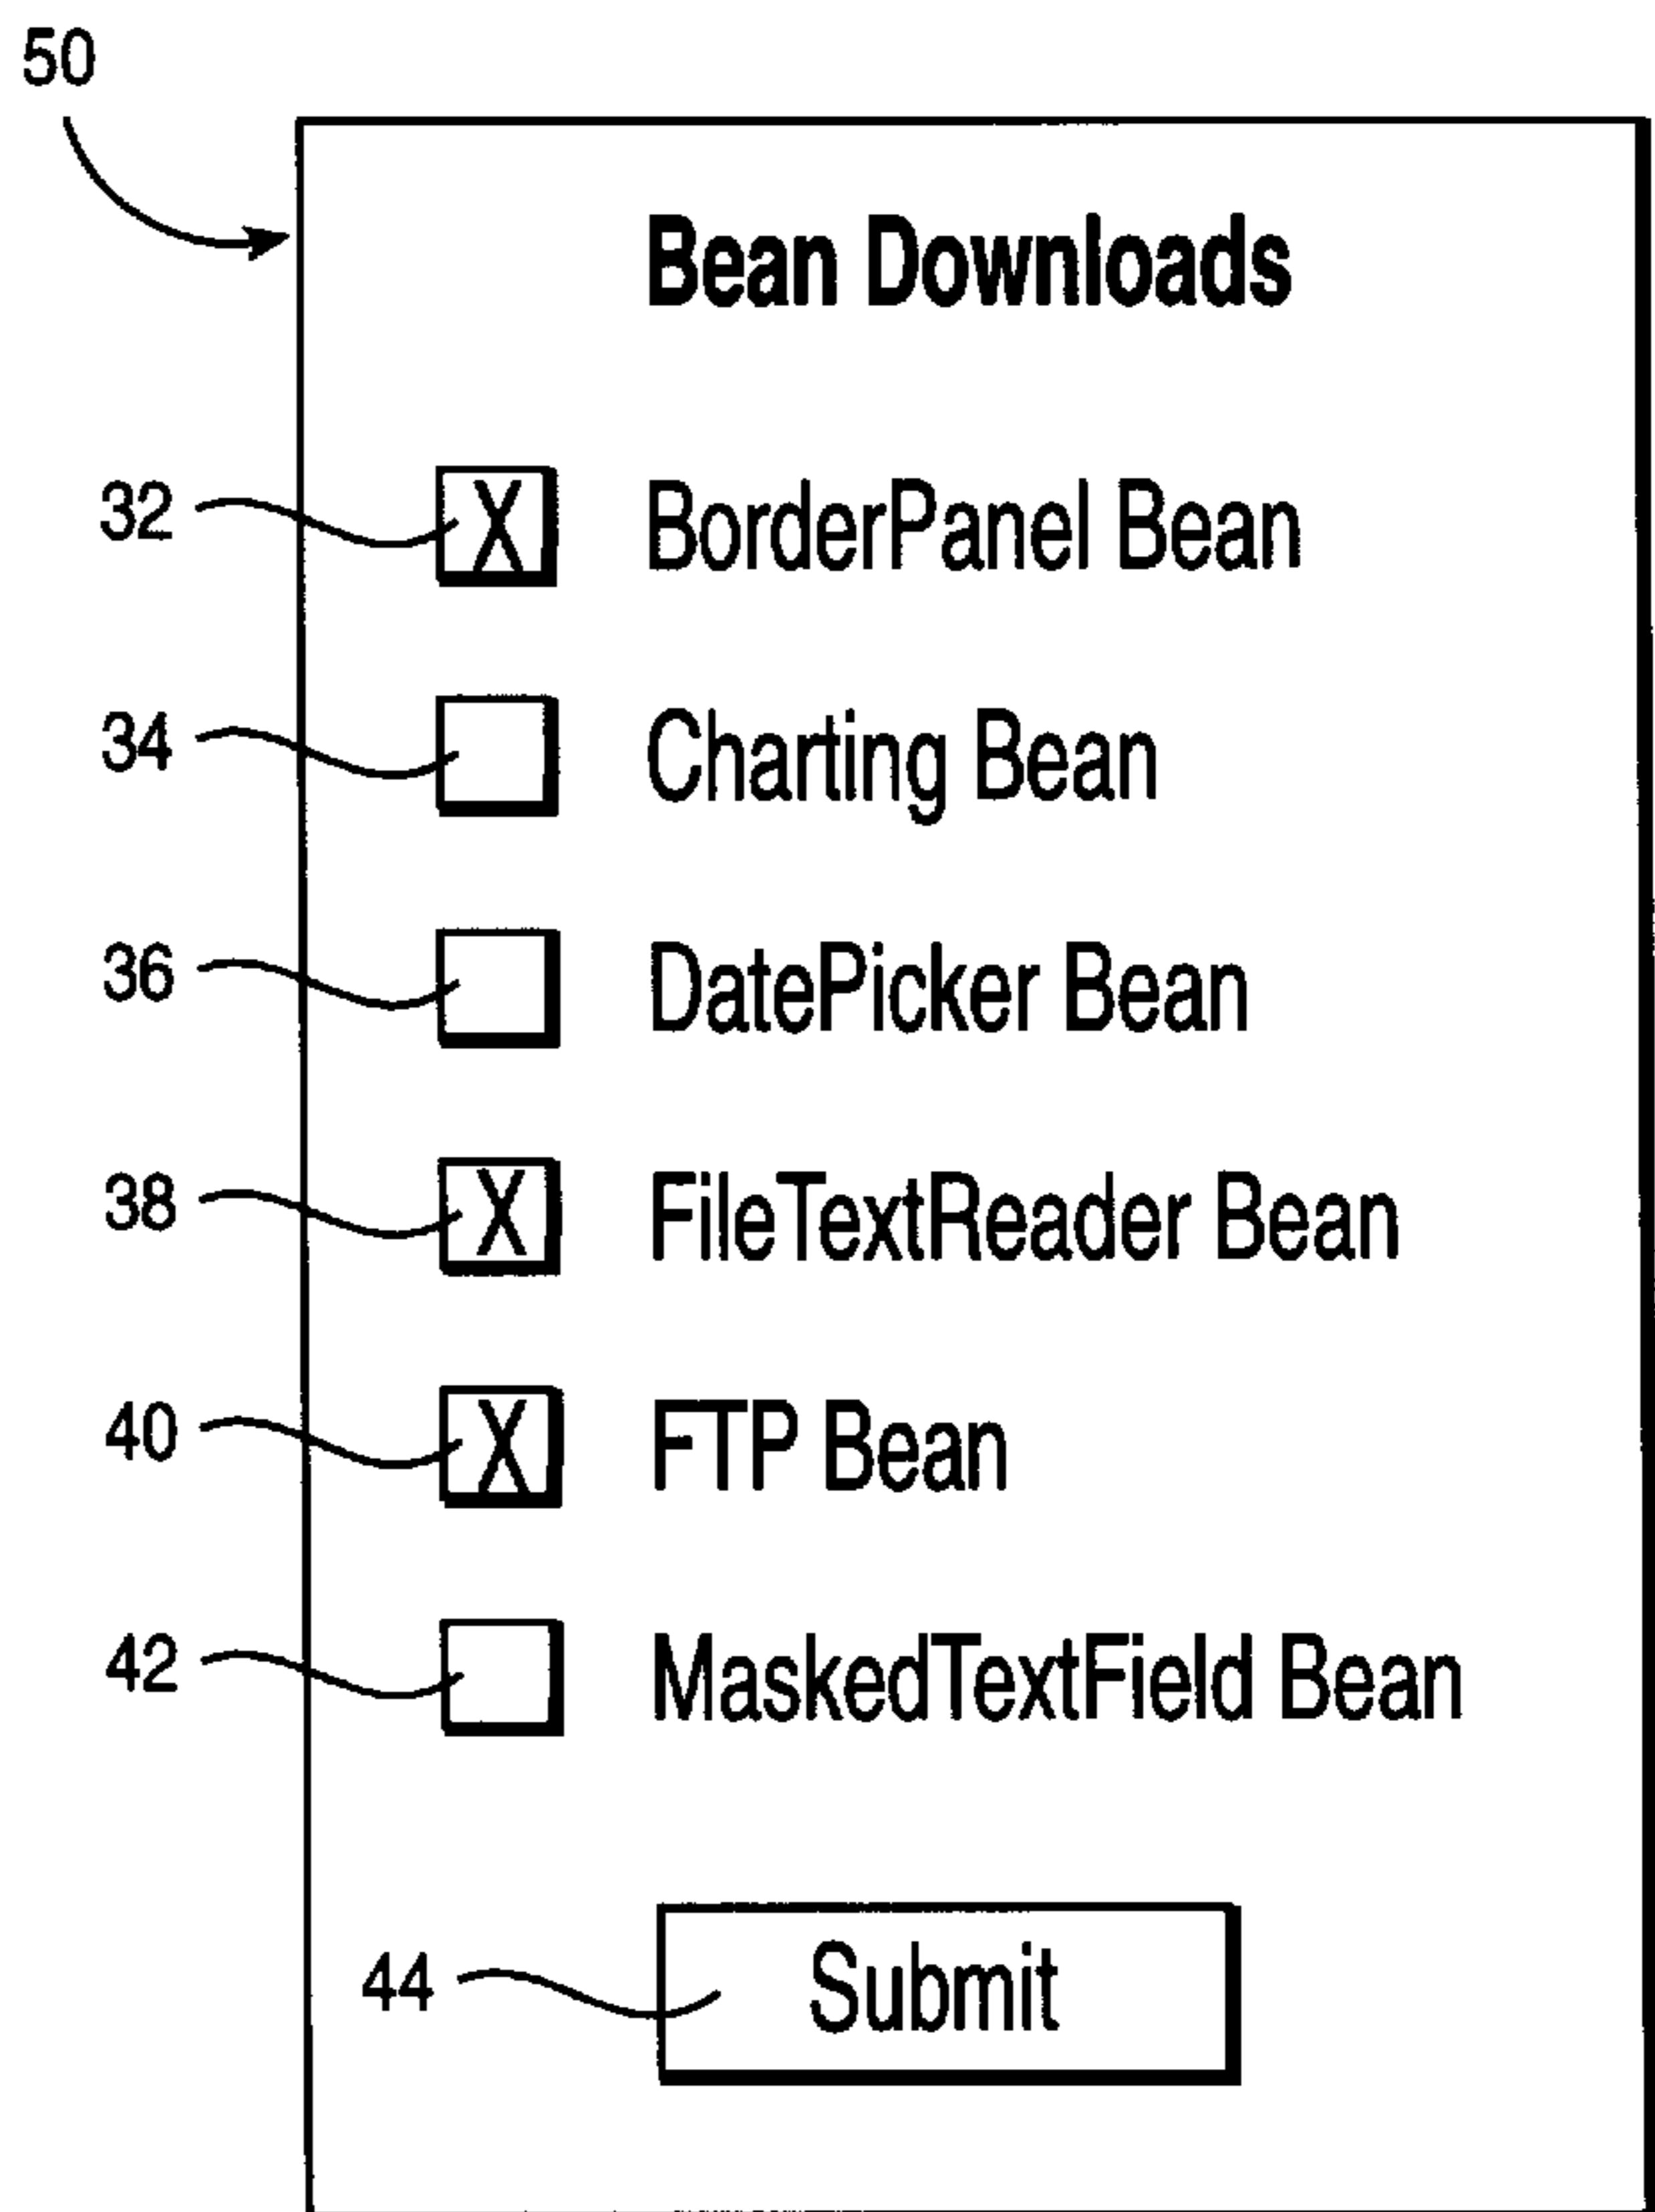 50
Bean Downloads
32 X BorderPanel Bean
34 Charting Bean
36 DatePicker Bean
38 X FileTextReader Bean
40 X FTP Bean
42 MaskedTextField Bean
44 Submit